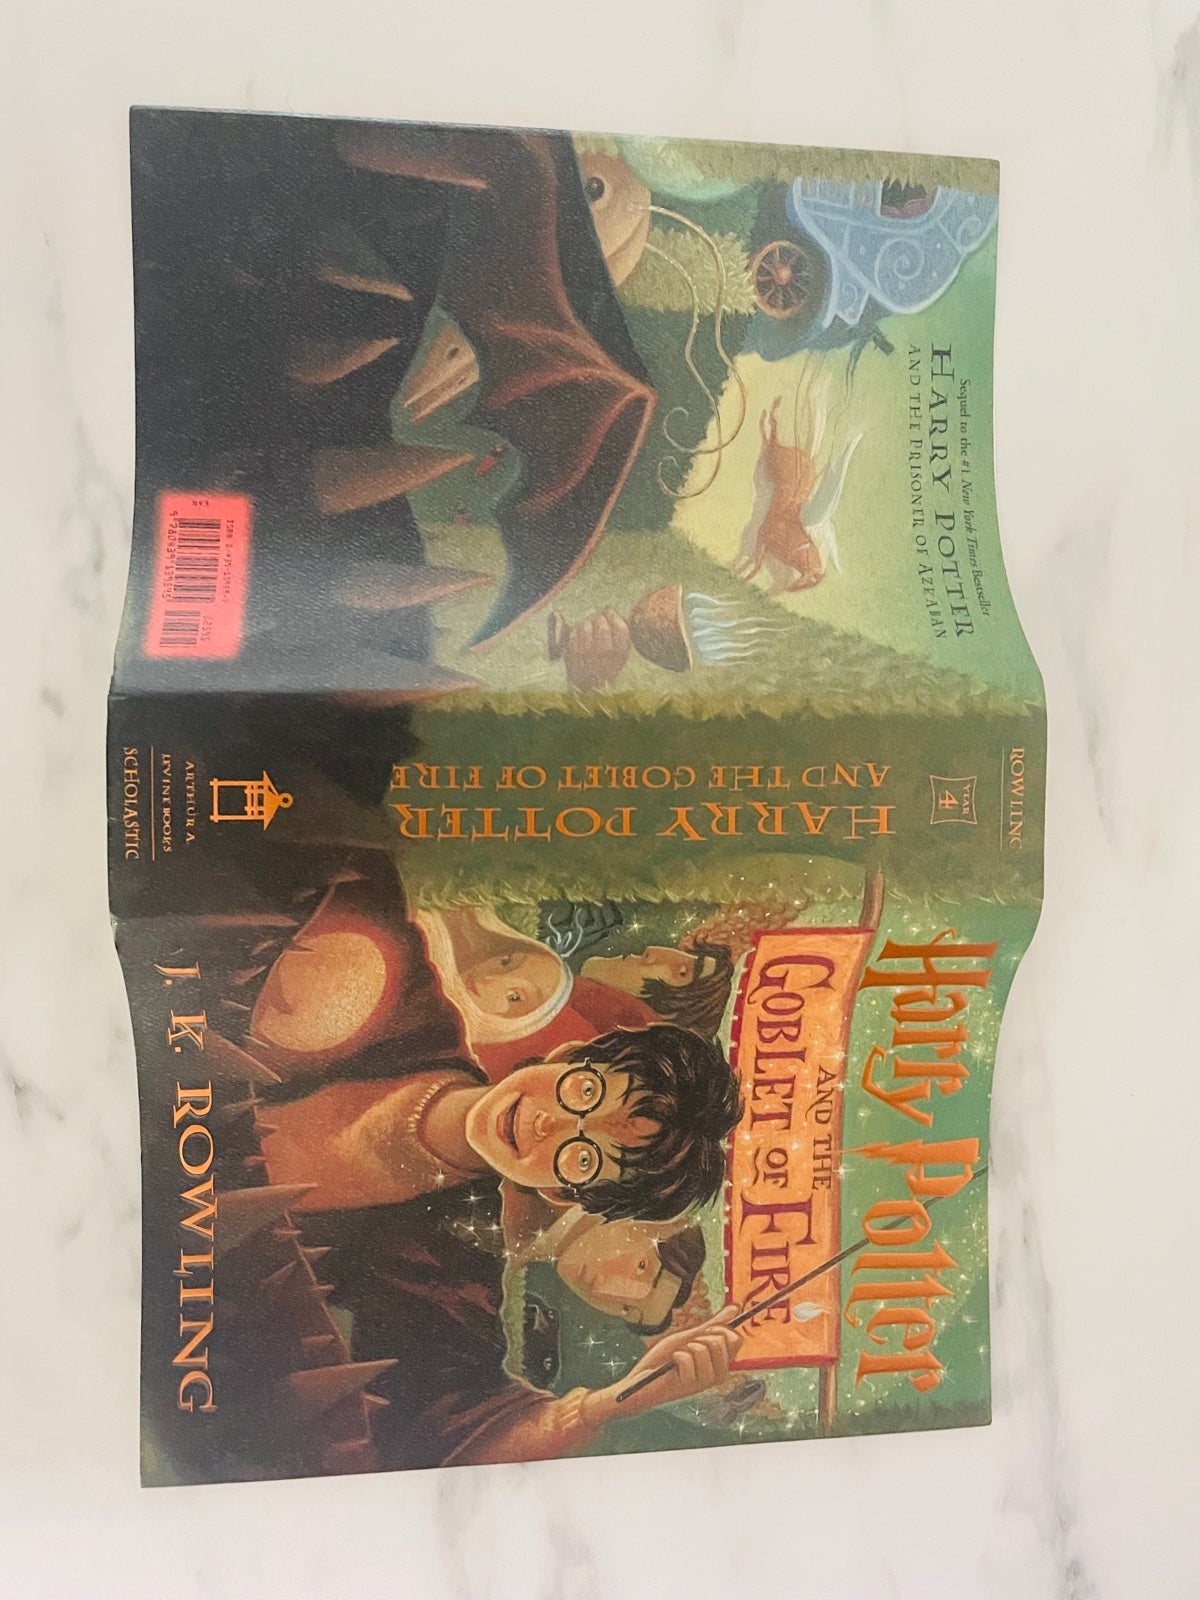 Sequel to the #1 New York Times Bestseller
HARRY POTTER
AND THE PRISONER OF AZKABAN
EAN
ROWLING
YEAR
4
HARRY POTTER
AND THE GOBLET OF FIRE
ARTHUR A.
LEVINE BOOKS
SCHOLASTIC
Harry Potter
AND THE
GOBLET OF FIRE
J. K. ROWLING